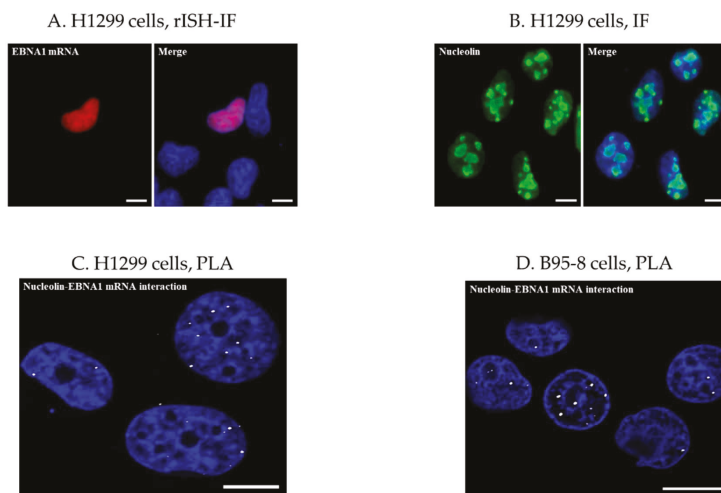 A. H1299 cells, rISH-IF
EBNA1 mRNA
Merge
B. H1299 cells, IF
Nucleolin
Merge
C. H1299 cells, PLA
Nucleolin-EBNA1 mRNA interaction
D. B95-8 cells, PLA
Nucleolin-EBNA1 mRNA interaction